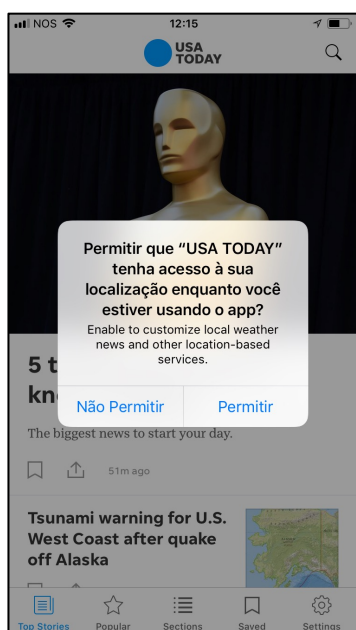 NOS 12:15
USA
TODAY
Permitir que “USA TODAY”
tenha acesso à sua
localização enquanto você
estiver usando o app?
Enable to customize local weather
news and other location-based
services.
Não Permitir Permitir
5 t
kn
The biggest news to start your day.
51m ago
Tsunami warning for U.S.
West Coast after quake
off Alaska
Top Stories Popular Sections Saved Settings